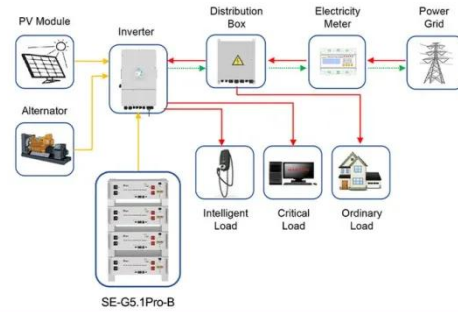 PV Module
Inverter
Distribution
Box
Electricity
Meter
Power
Grid
Alternator
Intelligent
Load
Critical
Load
Ordinary
Load
SE-G5.1Pro-B